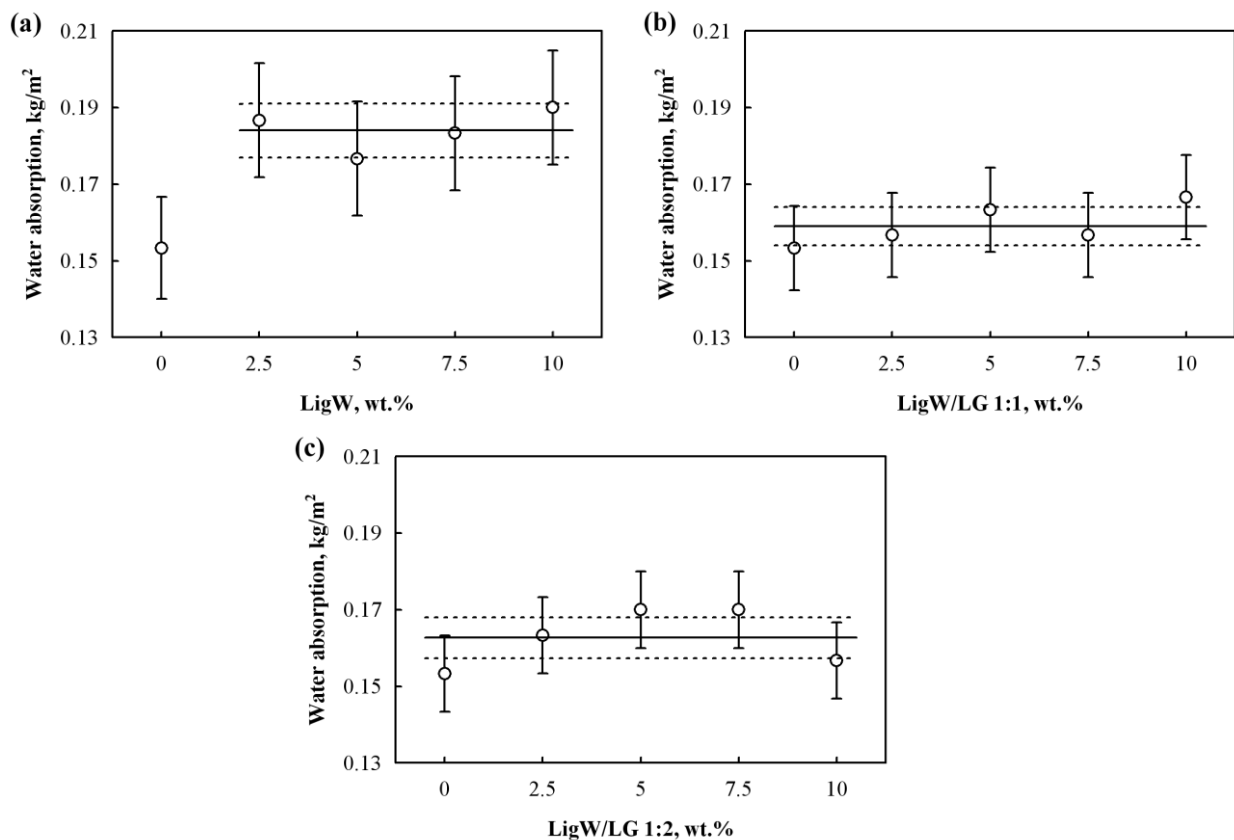 (a)
Water absorption, kg/m²
0.21
0.19
0.17
0.15
0.13
0 2.5 5 7.5 10
LigW, wt.%
(b)
Water absorption, kg/m²
0.21
0.19
0.17
0.15
0.13
0 2.5 5 7.5 10
LigW/LG 1:1, wt.%
(c)
Water absorption, kg/m²
0.21
0.19
0.17
0.15
0.13
0 2.5 5 7.5 10
LigW/LG 1:2, wt.%